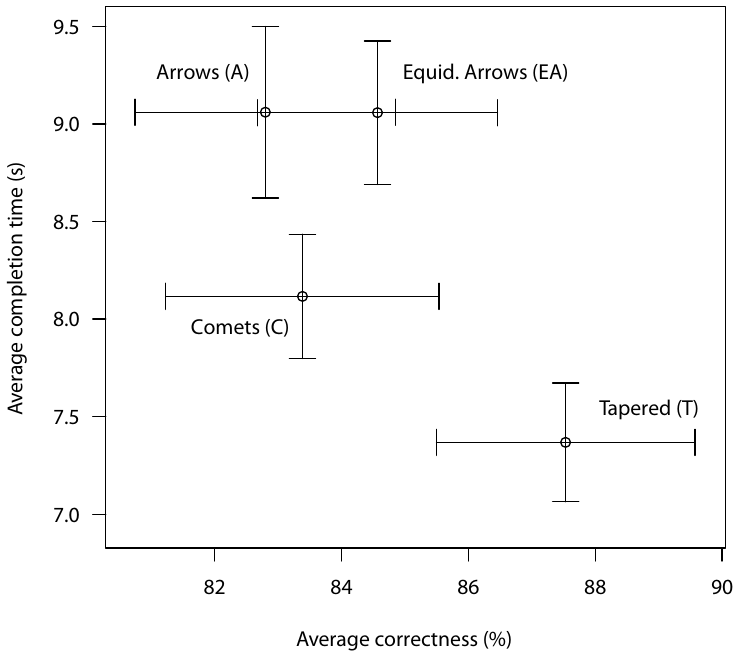 9.5
Arrows (A)
Equid. Arrows (EA)
9.0
8.5
8.0
Comets (C)
7.5
Tapered (T)
7.0
82
84
86
88
90
Average completion time (s)
Average correctness (%)